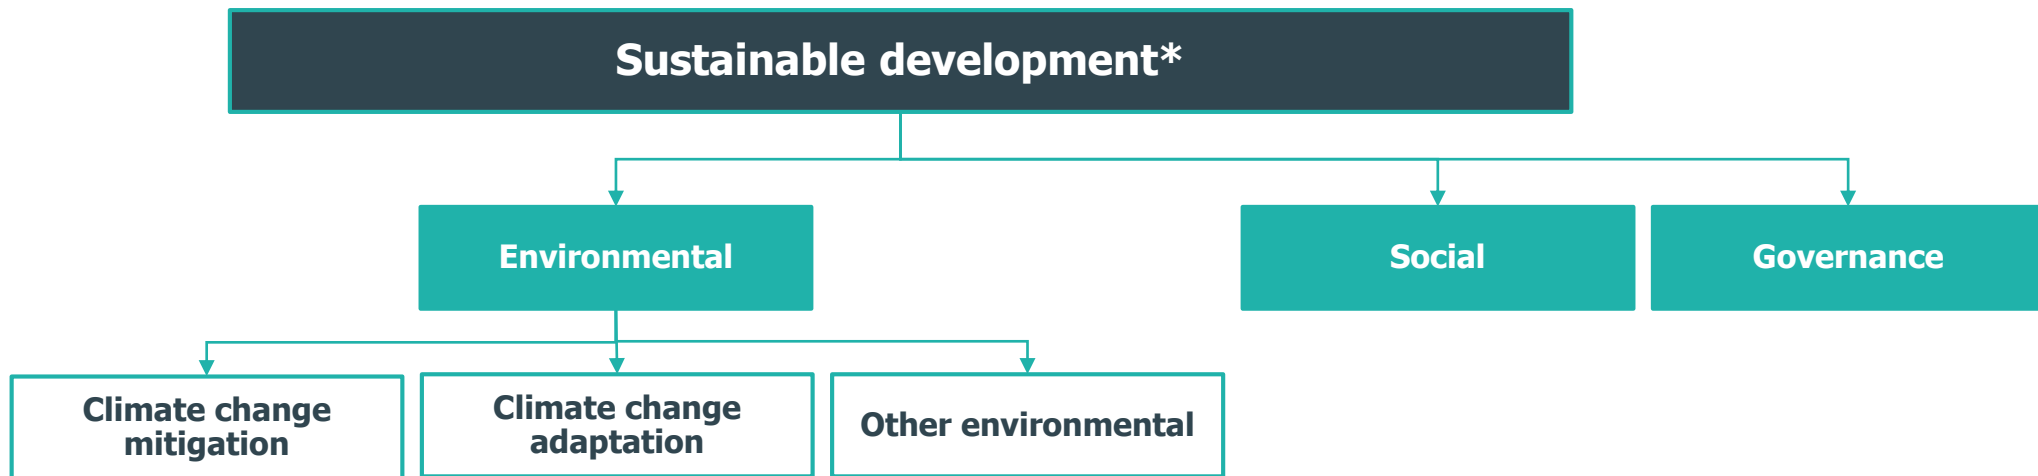 Sustainable development*
Environmental
Social
Governance
Climate change
mitigation
Climate change
adaptation
Other environmental